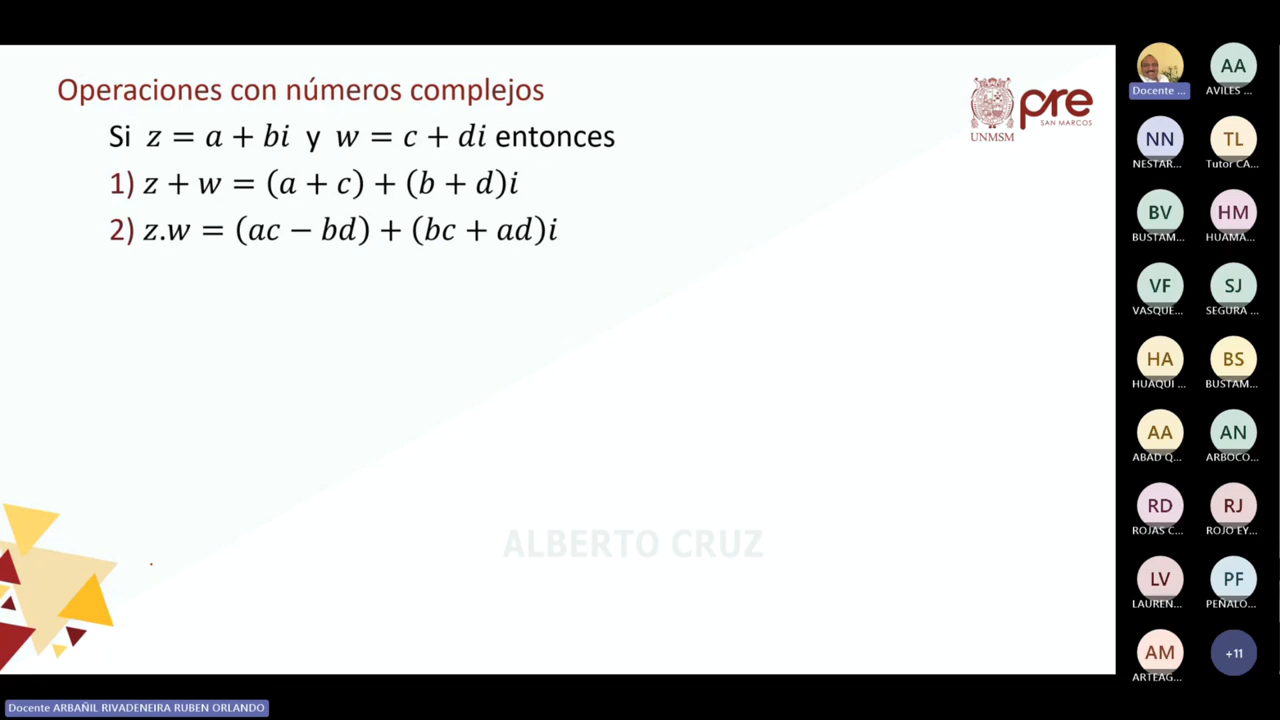 Operaciones con números complejos
Si z = a + bi y w = c + di entonces
1) z + w = (a + c) + (b + d)i
2) z.w = (ac − bd) + (bc + ad)i
UNMSM
pre
SAN MARCOS
ALBERTO CRUZ
Docente ...
AA
AVILES ...
NN
NESTAR...
TL
Tutor CA...
BV
BUSTAM...
HM
HUAMA...
VF
VASQUE...
SJ
SEGURA ...
HA
HUAQUI ...
BS
BUSTAM...
AA
ABAD Q...
AN
ARBOCO...
RD
ROJAS C...
RJ
ROJO EY...
LV
LAUREN...
PF
PEÑALO...
AM
ARTEAG...
+11
Docente ARBAÑIL RIVADENEIRA RUBEN ORLANDO